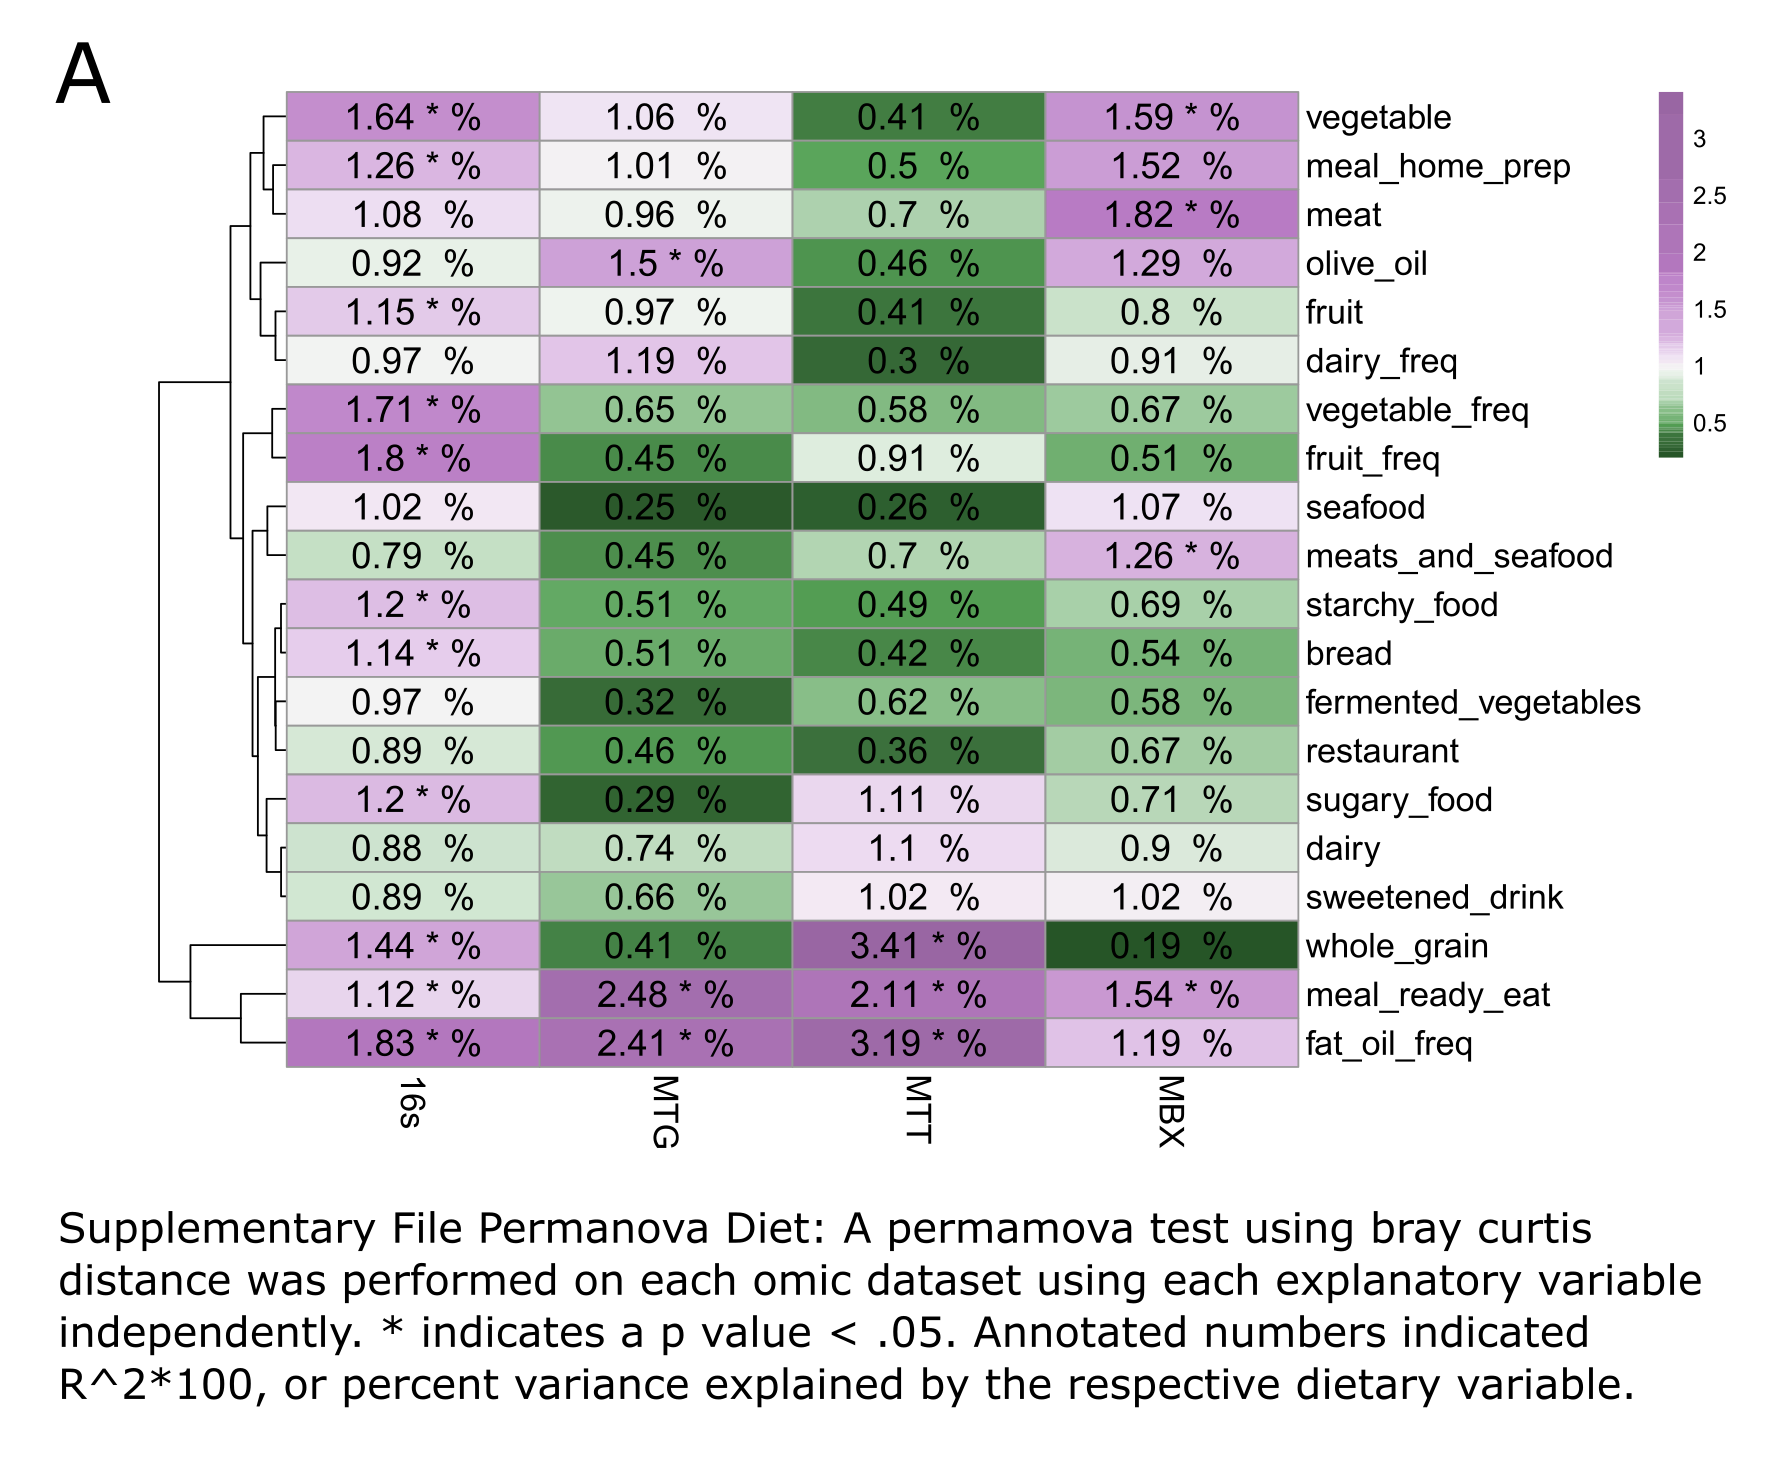 A
1.64 * % 1.06 % 0.41 % 1.59 * % vegetable
1.26 * % 1.01 % 0.5 % 1.52 % meal_home_prep
1.08 % 0.96 % 0.7 % 1.82 * % meat
0.92 % 1.5 * % 0.46 % 1.29 % olive_oil
1.15 * % 0.97 % 0.41 % 0.8 % fruit
0.97 % 1.19 % 0.3 % 0.91 % dairy_freq
1.71 * % 0.65 % 0.58 % 0.67 % vegetable_freq
1.8 * % 0.45 % 0.91 % 0.51 % fruit_freq
1.02 % 0.25 % 0.26 % 1.07 % seafood
0.79 % 0.45 % 0.7 % 1.26 * % meats_and_seafood
1.2 * % 0.51 % 0.49 % 0.69 % starchy_food
1.14 * % 0.51 % 0.42 % 0.54 % bread
0.97 % 0.32 % 0.62 % 0.58 % fermented_vegetables
0.89 % 0.46 % 0.36 % 0.67 % restaurant
1.2 * % 0.29 % 1.11 % 0.71 % sugary_food
0.88 % 0.74 % 1.1 % 0.9 % dairy
0.89 % 0.66 % 1.02 % 1.02 % sweetened_drink
1.44 * % 0.41 % 3.41 * % 0.19 % whole_grain
1.12 * % 2.48 * % 2.11 * % 1.54 * % meal_ready_eat
1.83 * % 2.41 * % 3.19 * % 1.19 % fat_oil_freq
16s MTG MTT MBX
3
2.5
2
1.5
1
0.5
Supplementary File Permanova Diet: A permamova test using bray curtis
distance was performed on each omic dataset using each explanatory variable
independently. * indicates a p value < .05. Annotated numbers indicated
R^2*100, or percent variance explained by the respective dietary variable.